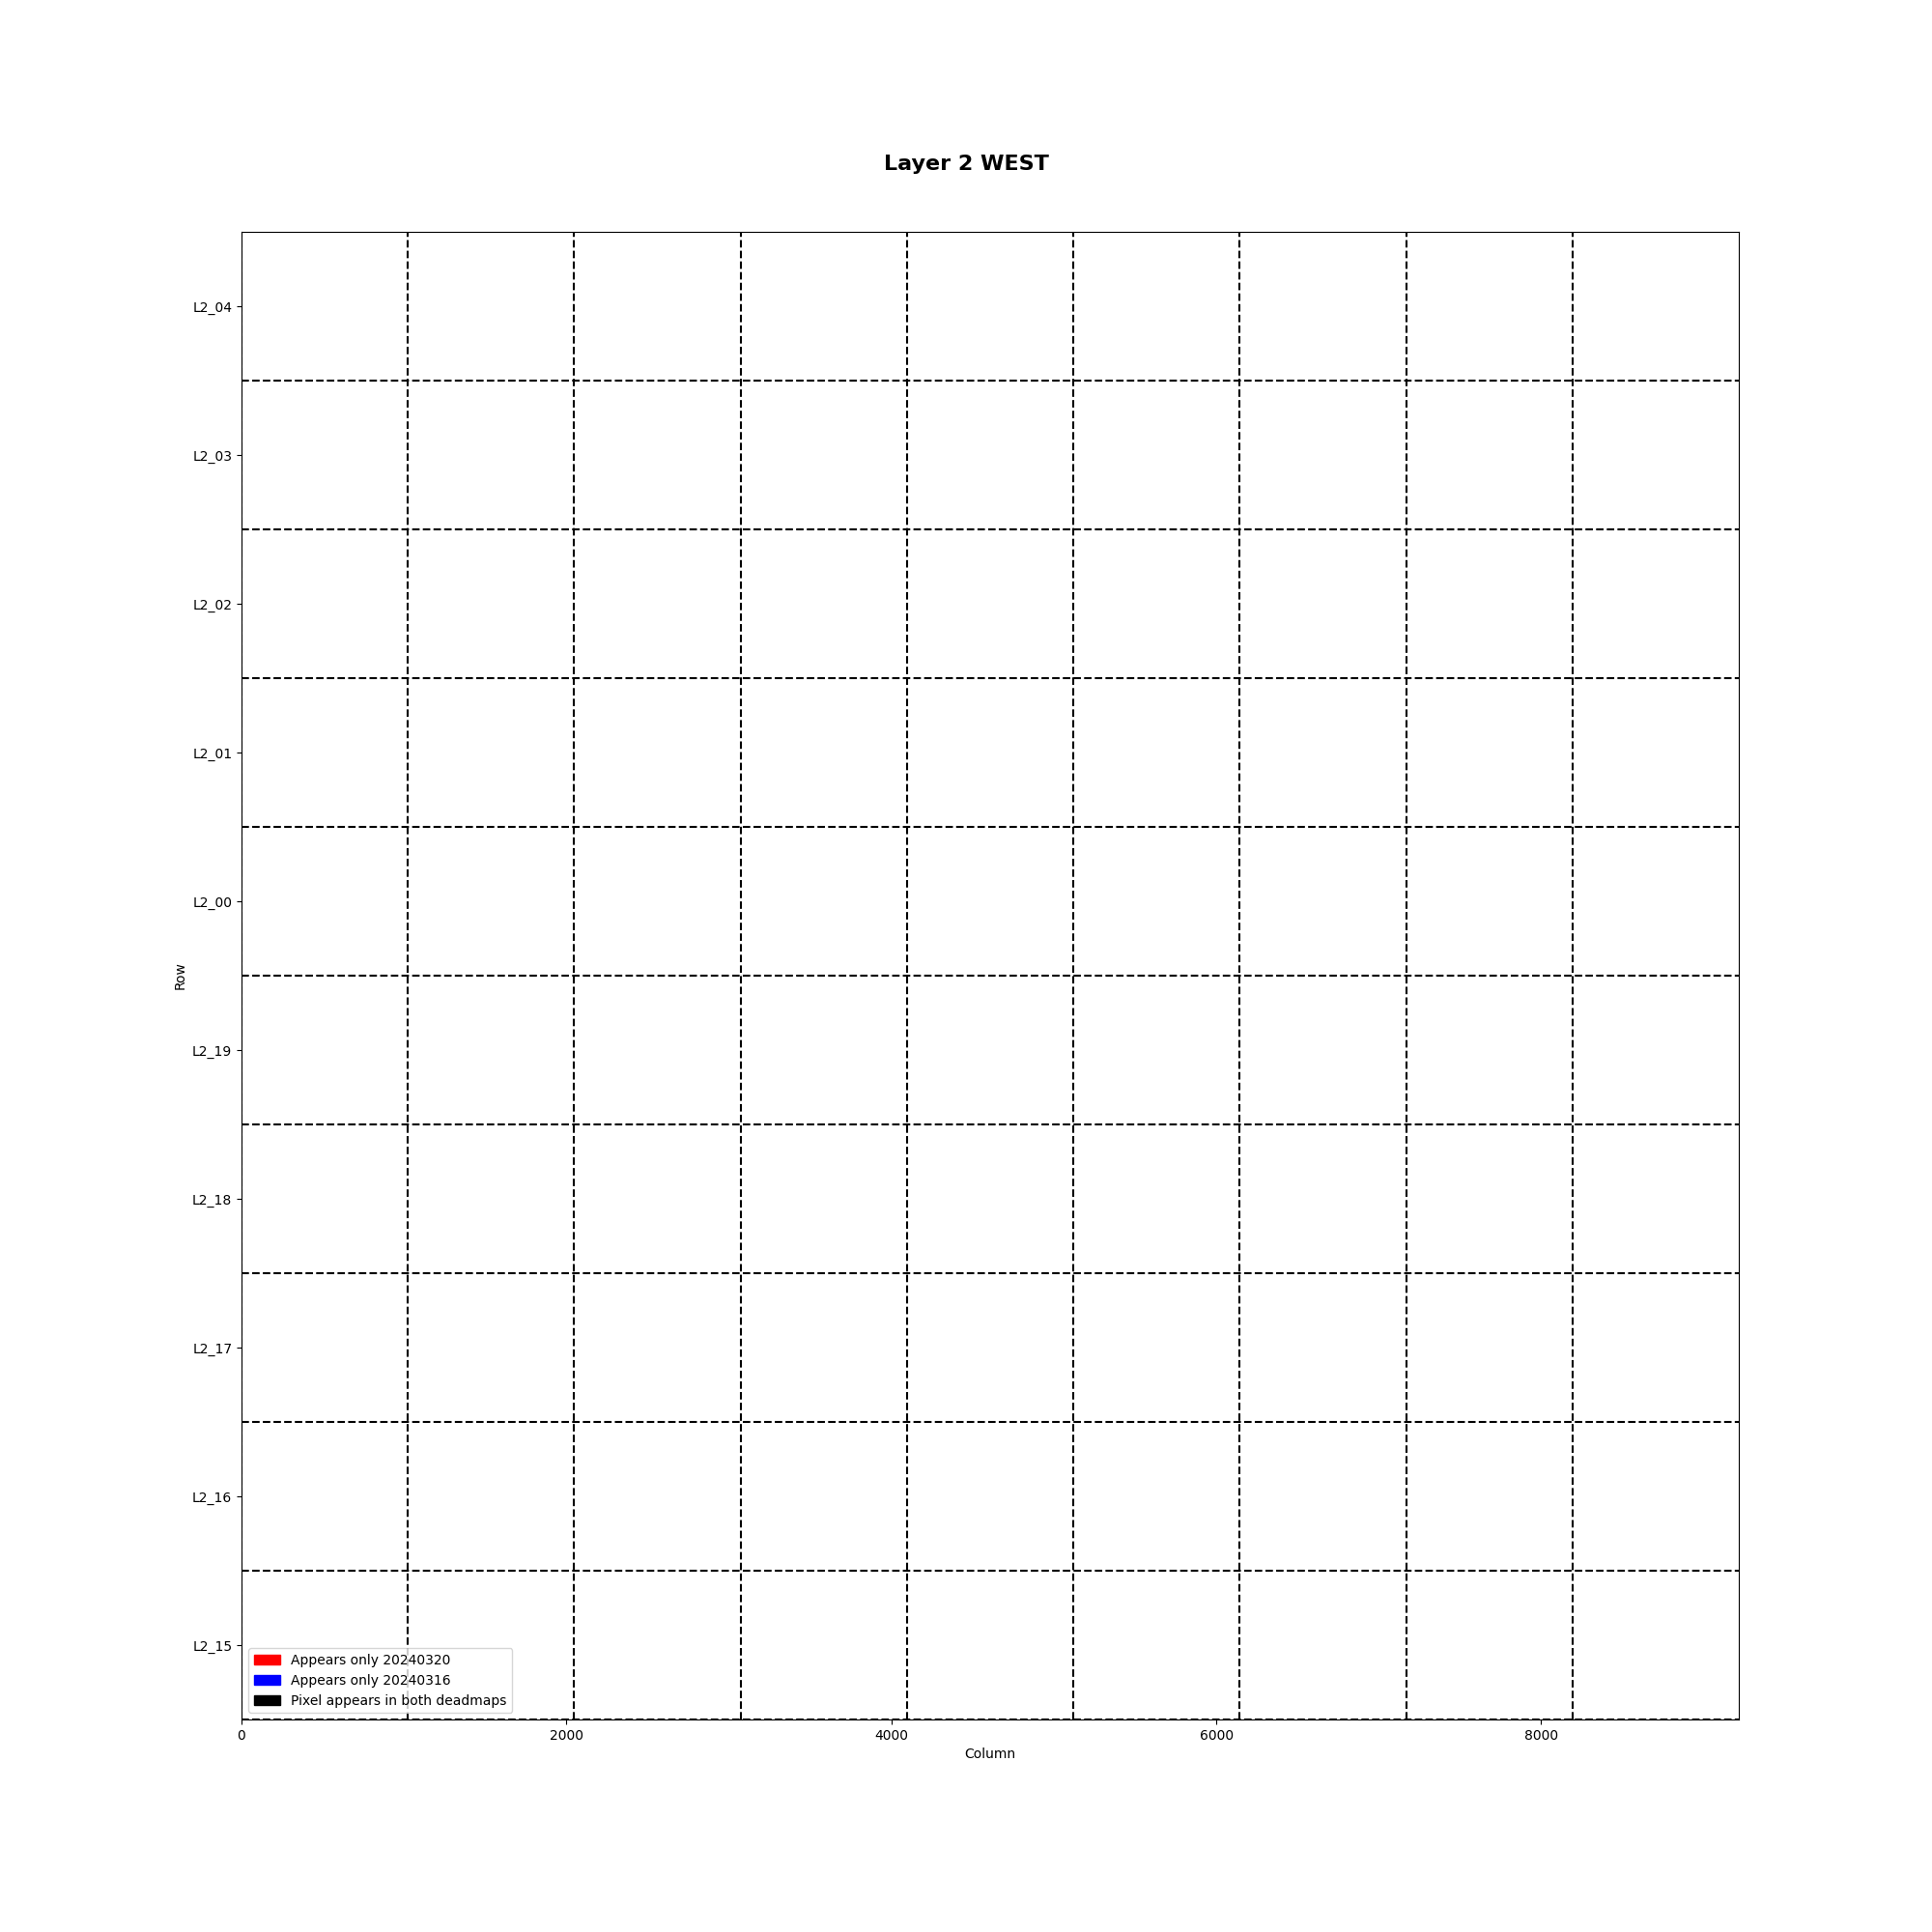 Layer 2 WEST
L2_04
L2_03
L2_02
L2_01
L2_00
Row
L2_19
L2_18
L2_17
L2_16
L2_15
Appears only 20240320
Appears only 20240316
Pixel appears in both deadmaps
0 2000 4000 6000 8000
Column